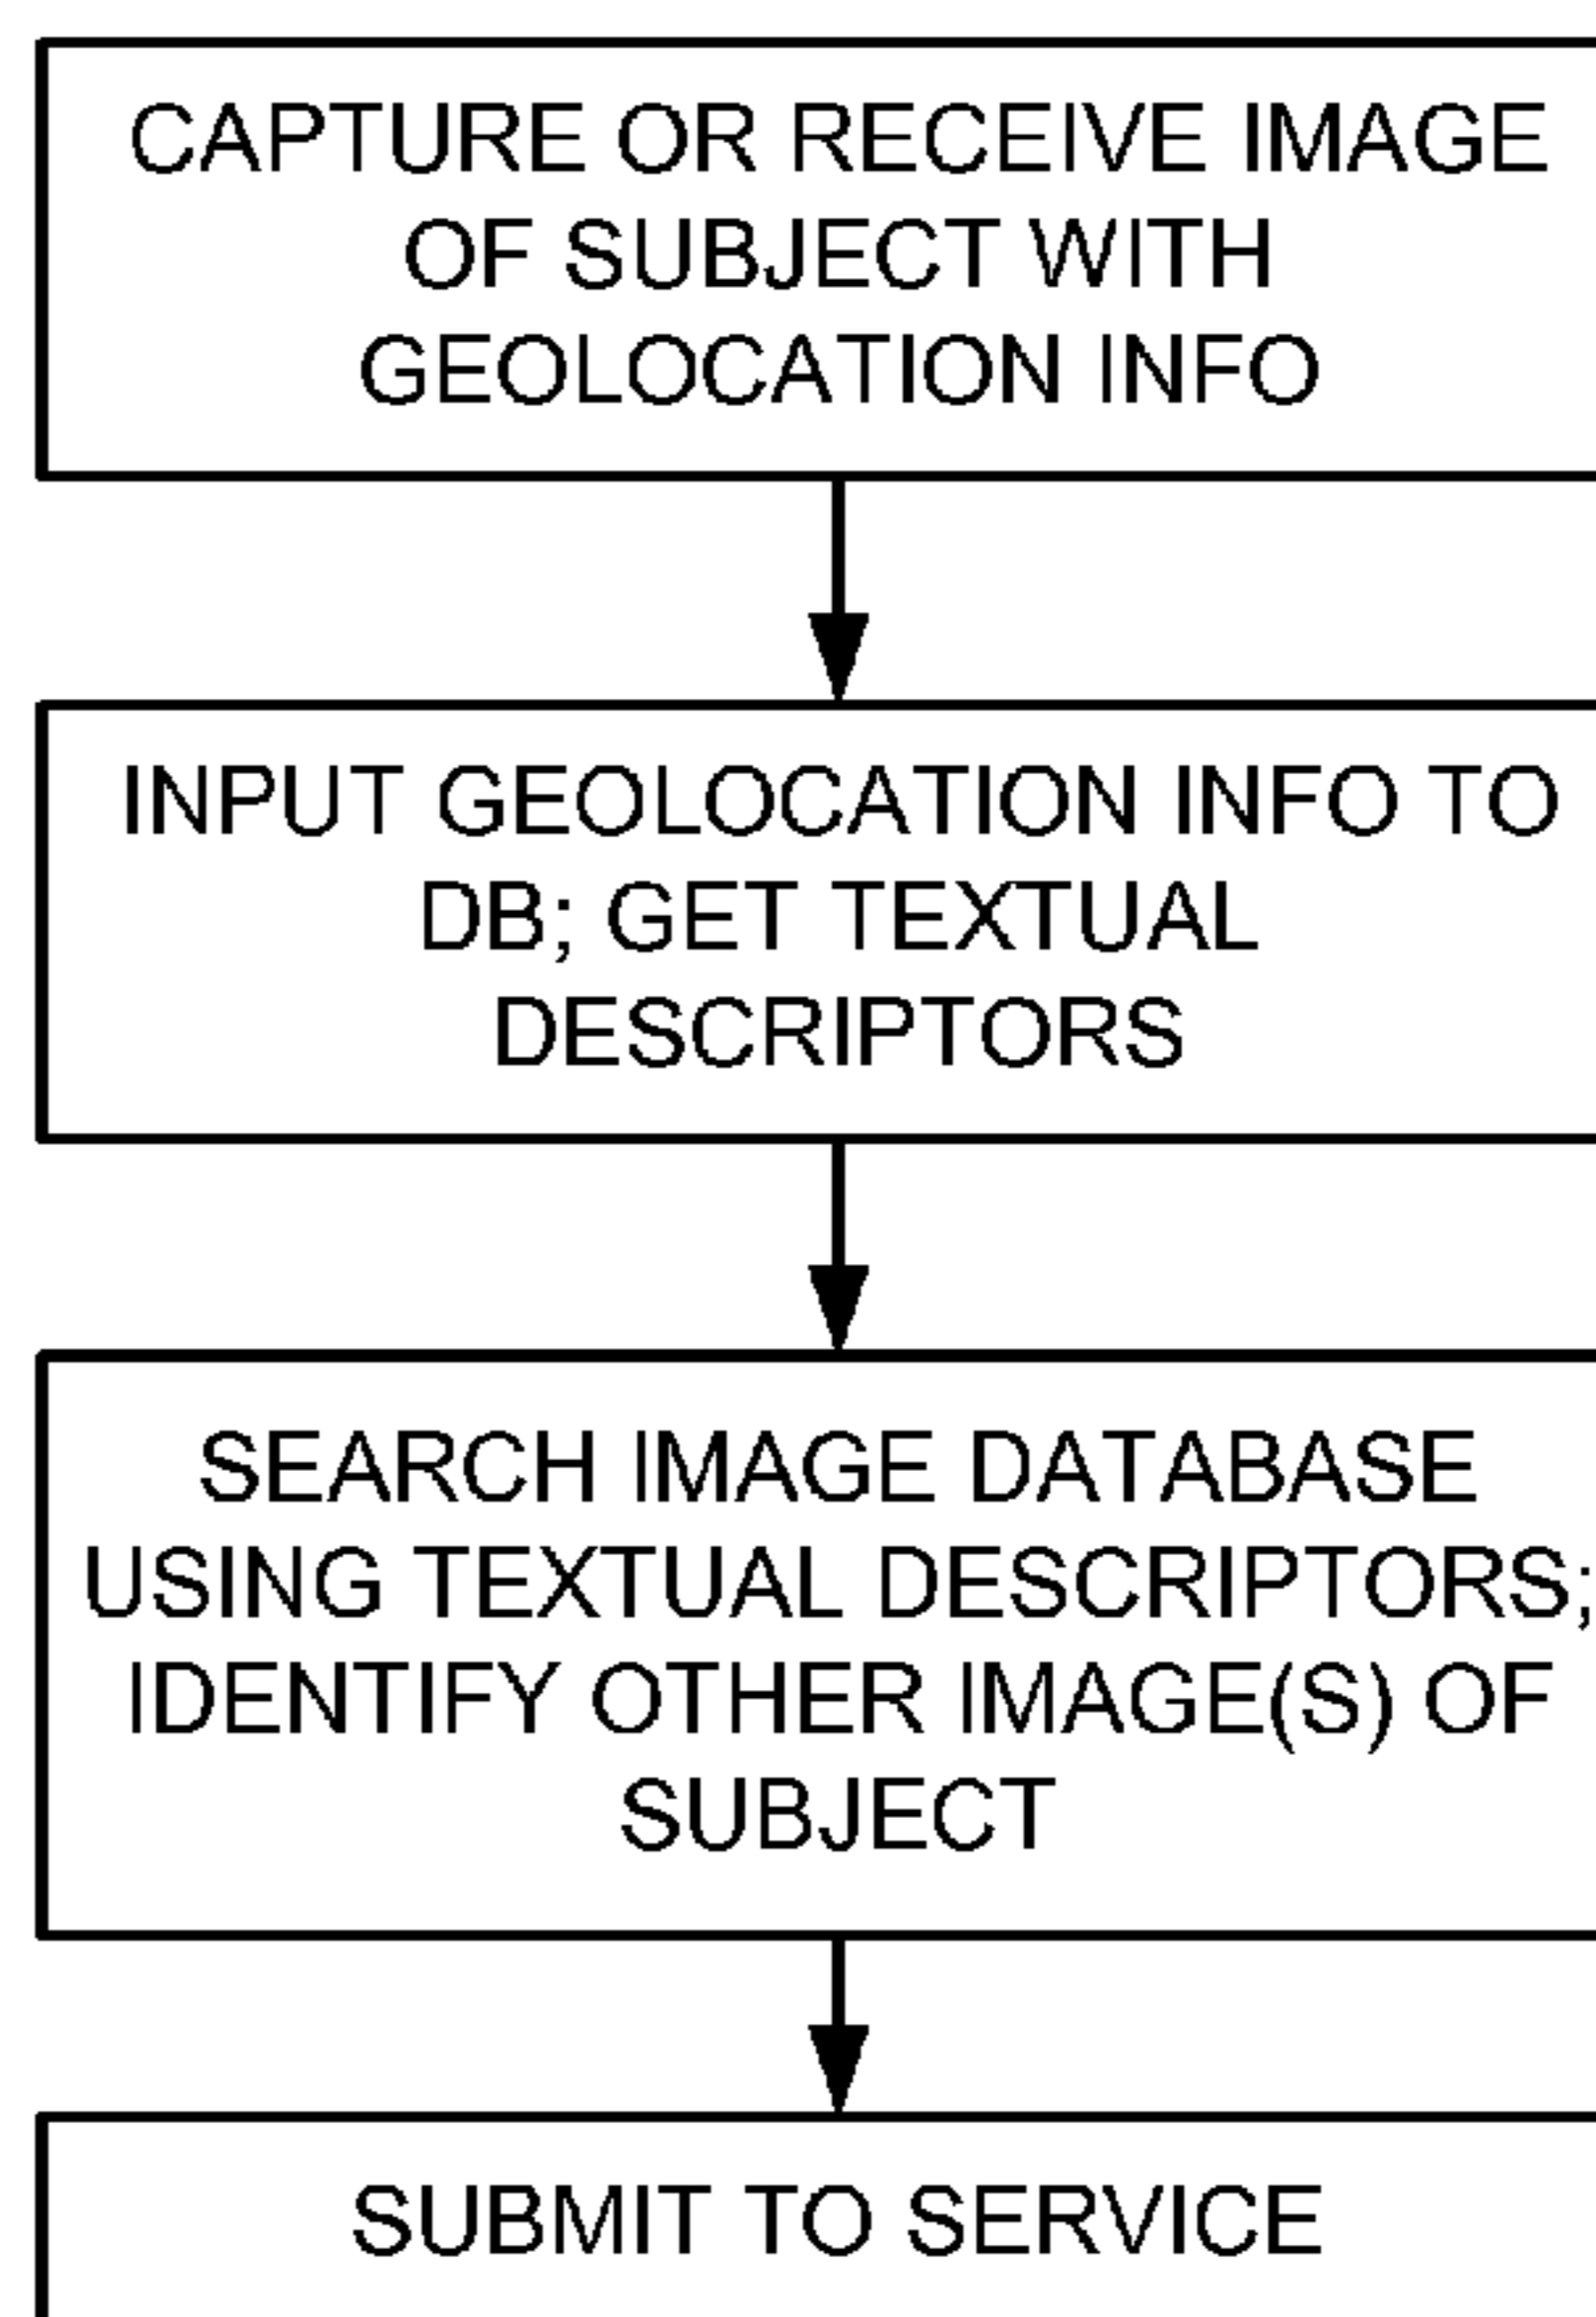 CAPTURE OR RECEIVE IMAGE
OF SUBJECT WITH
GEOLOCATION INFO
INPUT GEOLOCATION INFO TO
DB; GET TEXTUAL
DESCRIPTORS
SEARCH IMAGE DATABASE
USING TEXTUAL DESCRIPTORS;
IDENTIFY OTHER IMAGE(S) OF
SUBJECT
SUBMIT TO SERVICE